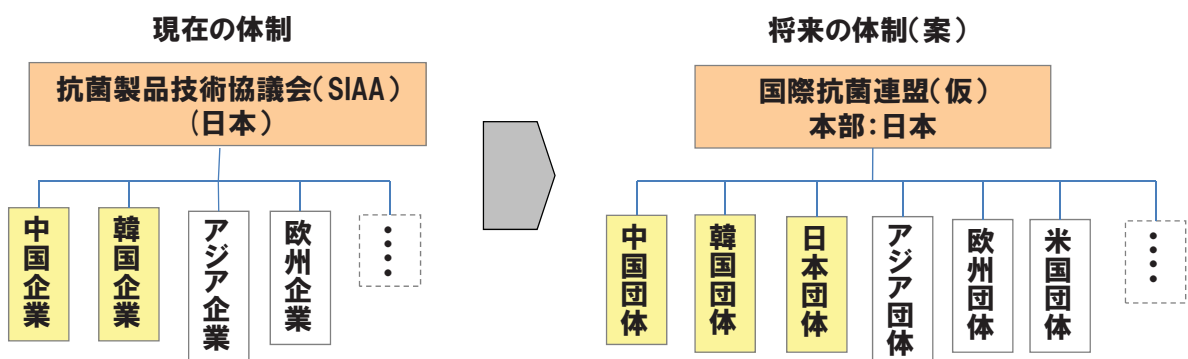 現在の体制
抗菌製品技術協議会(SIAA)
(日本)
中国企業
韓国企業
アジア企業
欧州企業
••••
将来の体制(案)
国際抗菌連盟(仮)
本部:日本
中国団体
韓国団体
日本団体
アジア団体
欧州団体
米国団体
••••